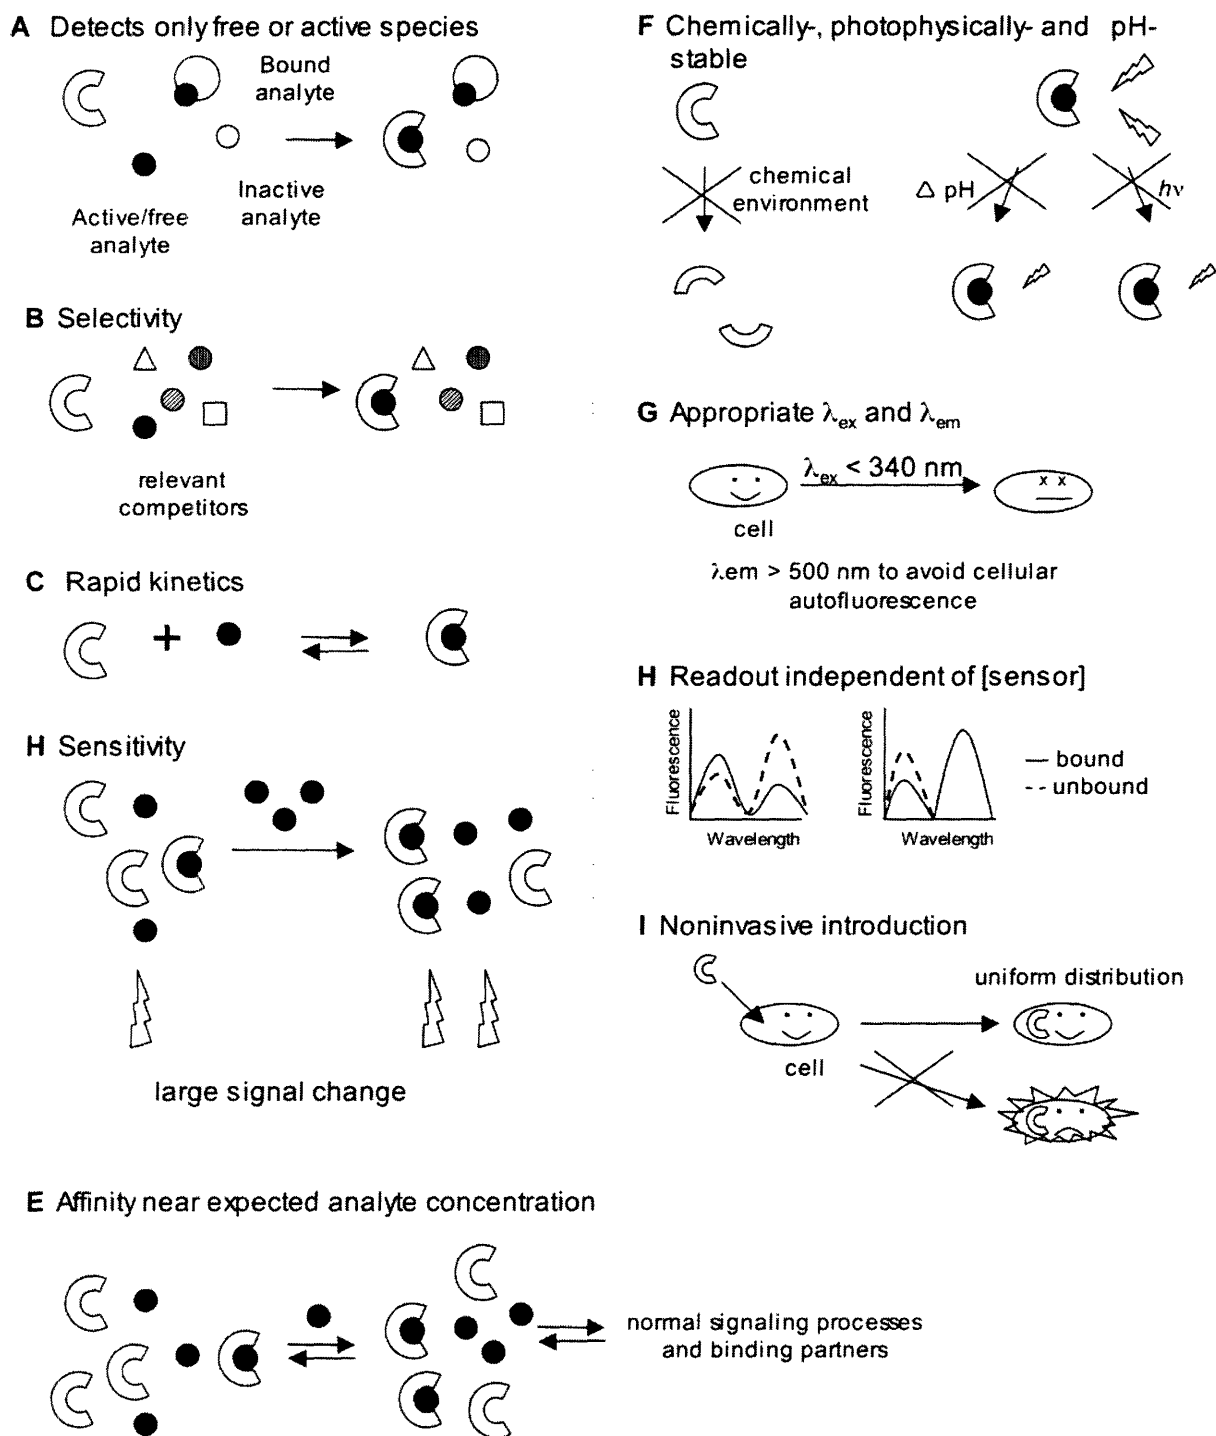 A Detects only free or active species
Bound
analyte
Inactive
analyte
Active/free
analyte
B Selectivity
relevant
competitors
C Rapid kinetics
+
H Sensitivity
large signal change
E Affinity near expected analyte concentration
normal signaling processes
and binding partners
F Chemically-, photophysically- and pH-
stable
chemical
environment
△ pH
hν
G Appropriate λex and λem
λex < 340 nm
cell
x x
λem > 500 nm to avoid cellular
autofluorescence
H Readout independent of [sensor]
Fluorescence
Wavelength
Fluorescence
Wavelength
— bound
-- unbound
I Noninvasive introduction
uniform distribution
cell